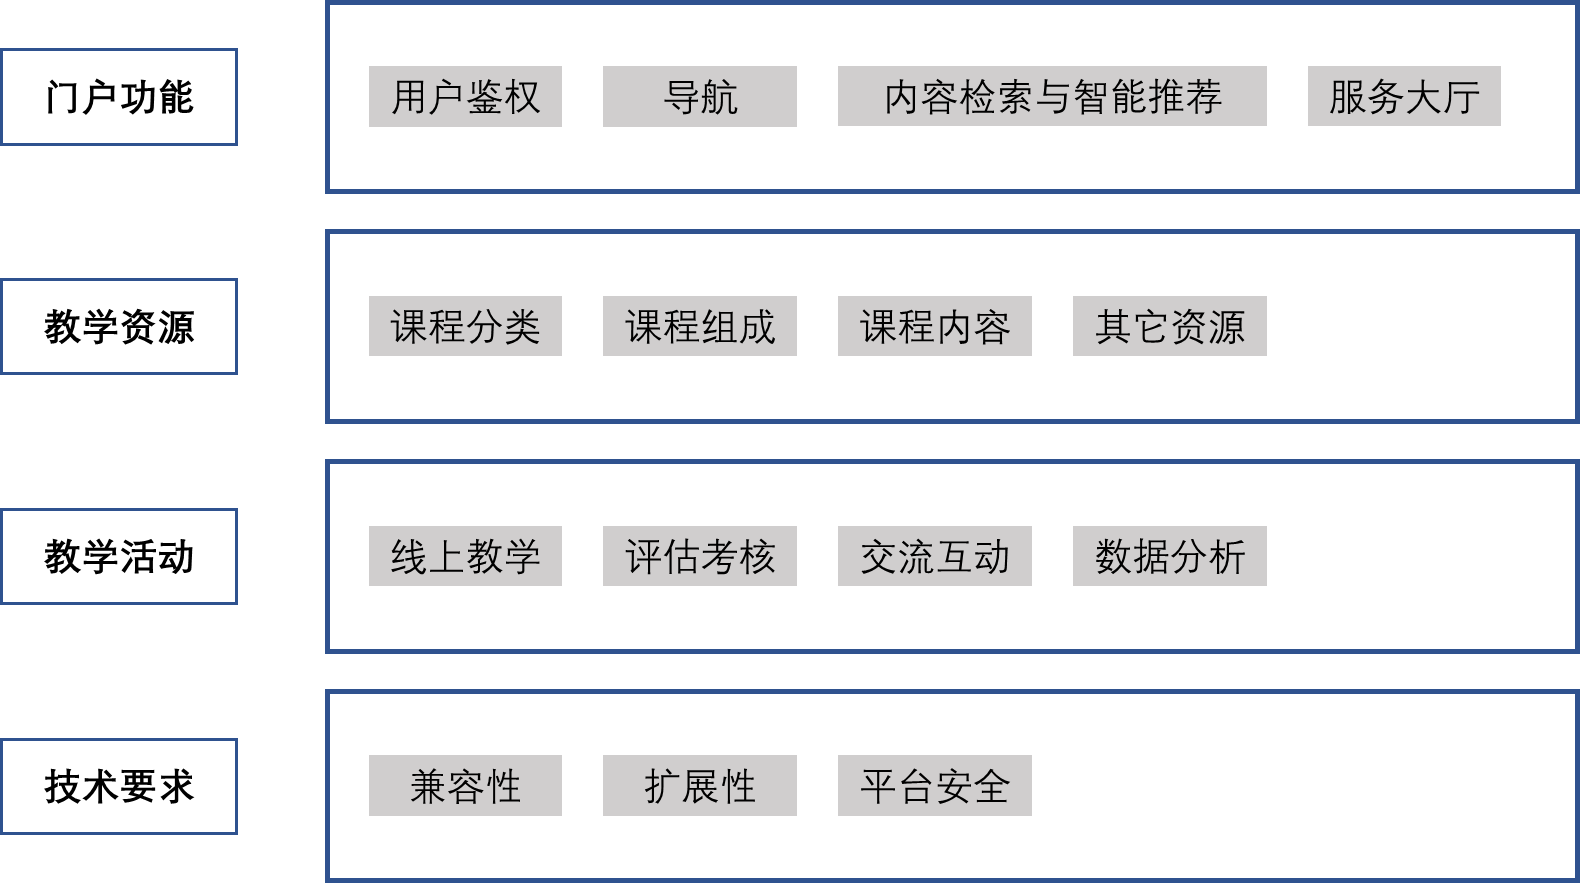 门户功能
用户鉴权
导航
内容检索与智能推荐
服务大厅
教学资源
课程分类
课程组成
课程内容
其它资源
教学活动
线上教学
评估考核
交流互动
数据分析
技术要求
兼容性
扩展性
平台安全